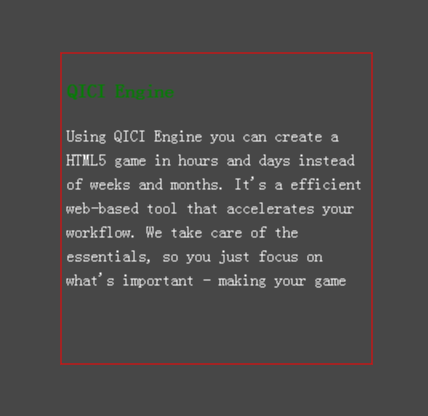 QICI Engine
Using QICI Engine you can create a
HTML5 game in hours and days instead
of weeks and months. It's a efficient
web-based tool that accelerates your
workflow. We take care of the
essentials, so you just focus on
what's important - making your game